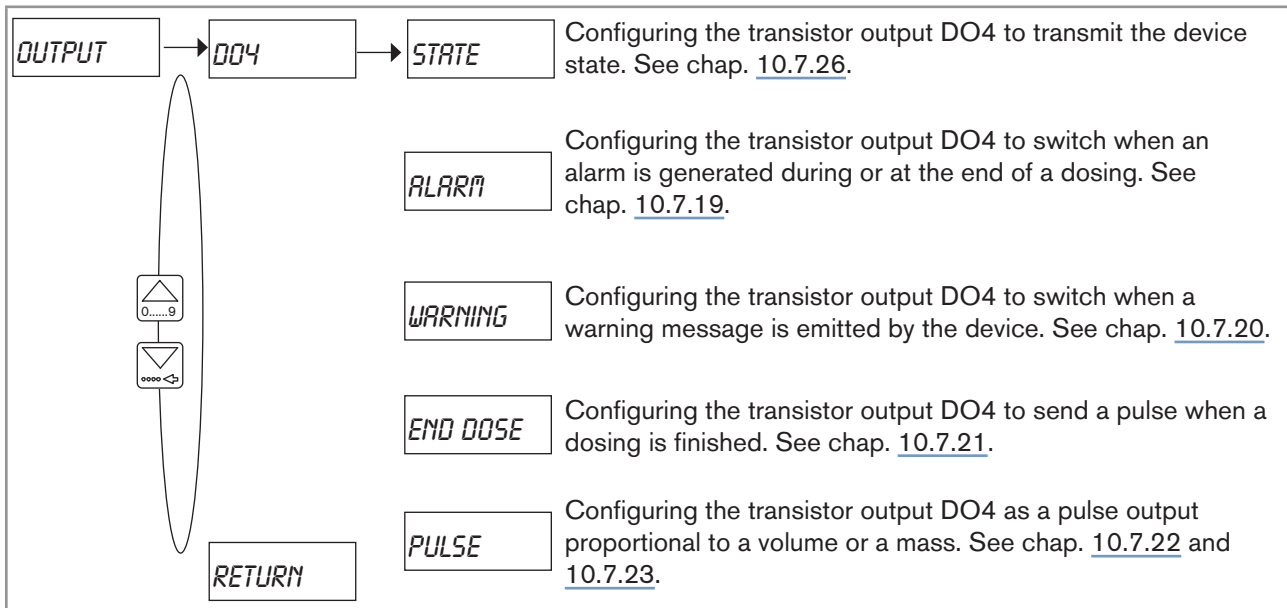 OUTPUT
DO4
STATE
Configuring the transistor output DO4 to transmit the device
state. See chap. 10.7.26.
ALARM
Configuring the transistor output DO4 to switch when an
alarm is generated during or at the end of a dosing. See
chap. 10.7.19.
0......9
WARNING
Configuring the transistor output DO4 to switch when a
warning message is emitted by the device. See chap. 10.7.20.
END DOSE
Configuring the transistor output DO4 to send a pulse when a
dosing is finished. See chap. 10.7.21.
PULSE
Configuring the transistor output DO4 as a pulse output
proportional to a volume or a mass. See chap. 10.7.22 and
10.7.23.
RETURN